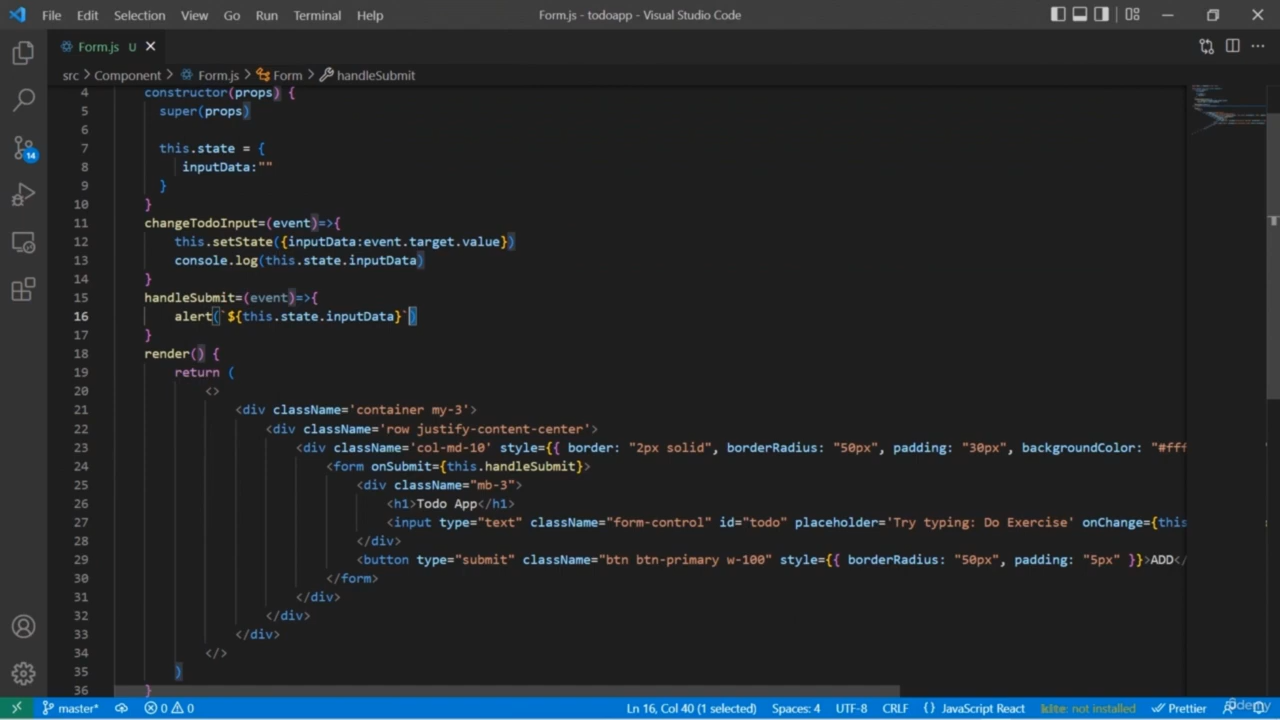 File Edit Selection View Go Run Terminal Help Form.js - todoapp - Visual Studio Code
Form.js U
src > Component > Form.js > Form > handleSubmit
4 constructor(props) {
5 super(props)
6
7 this.state = {
8 inputData:""
9 }
10 }
11 changeTodoInput=(event)=>{
12 this.setState({inputData:event.target.value})
13 console.log(this.state.inputData)
14 }
15 handleSubmit=(event)=>{
16 alert(`${this.state.inputData}`)
17 }
18 render() {
19 return (
20 <>
21 <div className='container my-3'>
22 <div className='row justify-content-center'>
23 <div className='col-md-10' style={{ border: "2px solid", borderRadius: "50px", padding: "30px", backgroundColor: "#fff
24 <form onSubmit={this.handleSubmit}>
25 <div className="mb-3">
26 <h1>Todo App</h1>
27 <input type="text" className="form-control" id="todo" placeholder='Try typing: Do Exercise' onChange={this
28 </div>
29 <button type="submit" className="btn btn-primary w-100" style={{ borderRadius: "50px", padding: "5px" }}>ADD</
30 </form>
31 </div>
32 </div>
33 </div>
34 </>
35 )
36 }
14
master* 0 0 Ln 16, Col 40 (1 selected) Spaces: 4 UTF-8 CRLF {} JavaScript React kite: not installed Prettier
Udemy